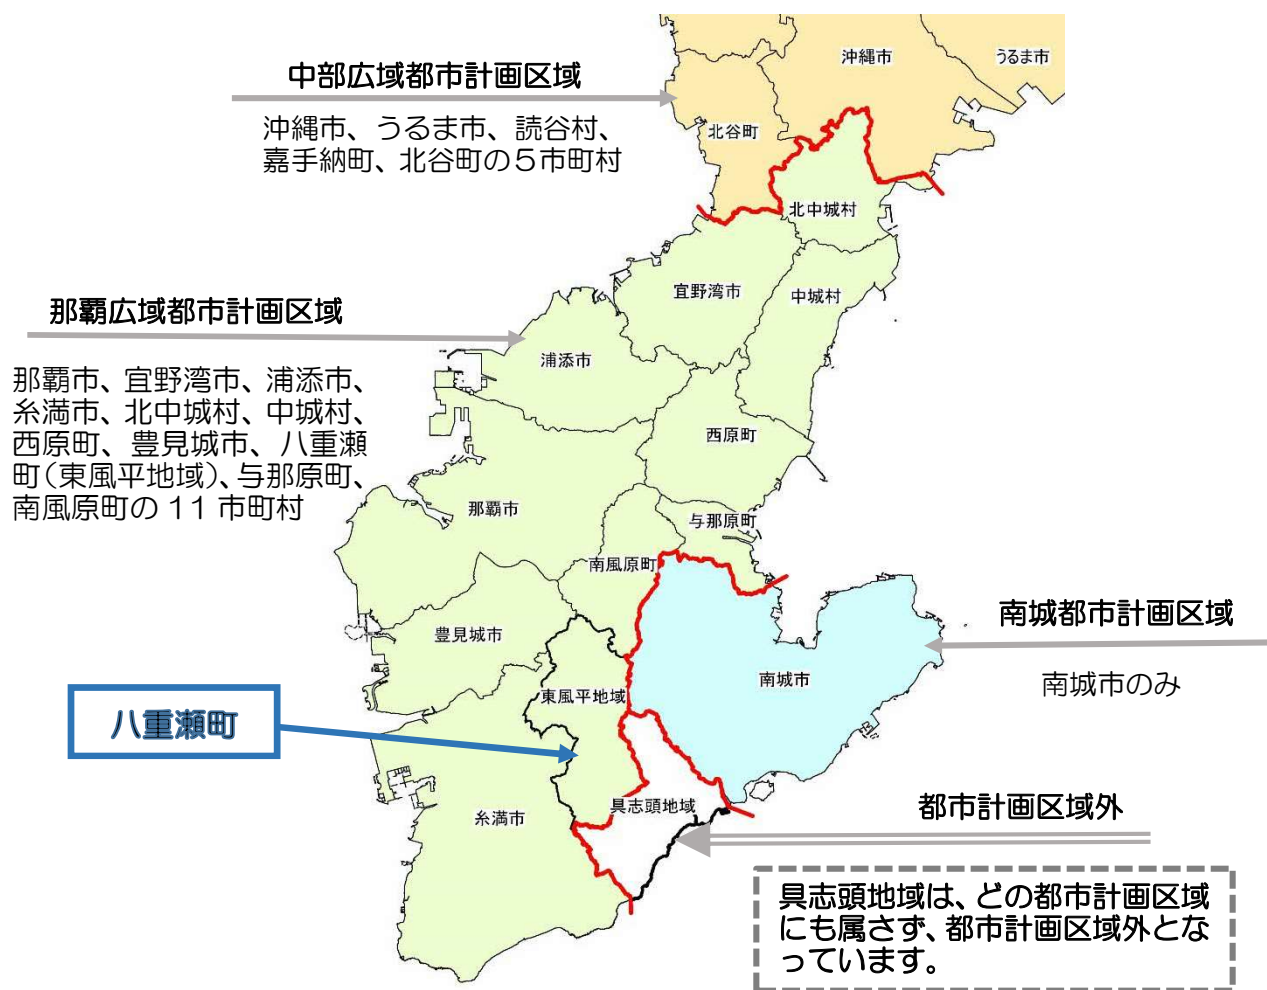 中部広域都市計画区域
沖縄市、うるま市、読谷村、
嘉手納町、北谷町の５市町村
沖縄市
うるま市
北谷町
北中城村
那覇広域都市計画区域
那覇市、宜野湾市、浦添市、
糸満市、北中城村、中城村、
西原町、豊見城市、八重瀬
町（東風平地域）、与那原町、
南風原町の 11 市町村
宜野湾市
中城村
浦添市
西原町
那覇市
与那原町
南風原町
豊見城市
東風平地域
南城市
南城都市計画区域
南城市のみ
八重瀬町
糸満市
具志頭地域
都市計画区域外
具志頭地域は、どの都市計画区域
にも属さず、都市計画区域外とな
っています。